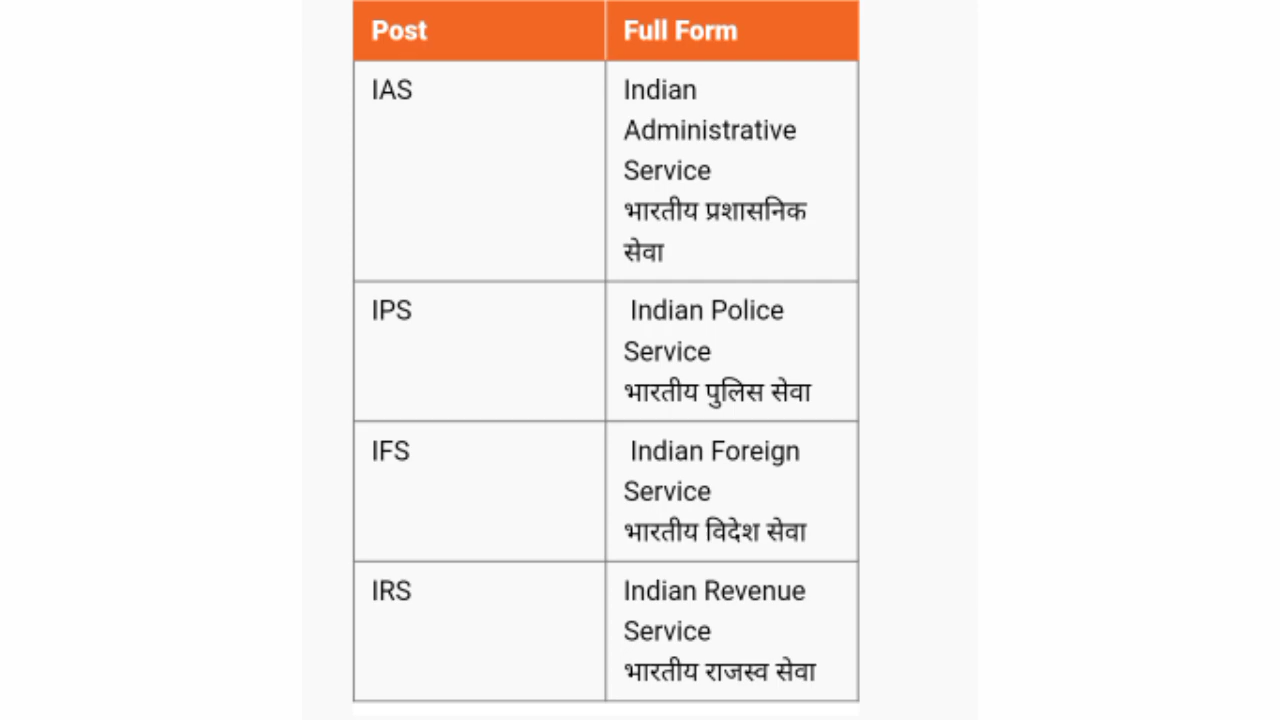 Post Full Form
IAS Indian
Administrative
Service
भारतीय प्रशासनिक
सेवा
IPS Indian Police
Service
भारतीय पुलिस सेवा
IFS Indian Foreign
Service
भारतीय विदेश सेवा
IRS Indian Revenue
Service
भारतीय राजस्व सेवा